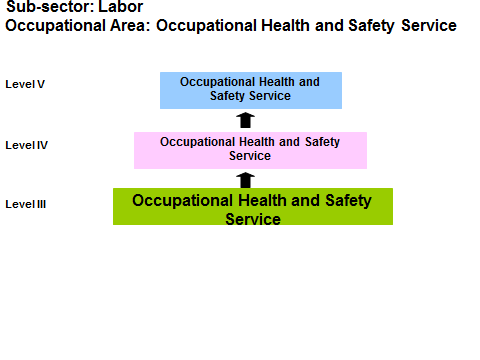 Sub-sector: Labor
Occupational Area: Occupational Health and Safety Service
Level V
Occupational Health and
Safety Service
Level IV
Occupational Health and Safety
Service
Level III
Occupational Health and Safety
Service